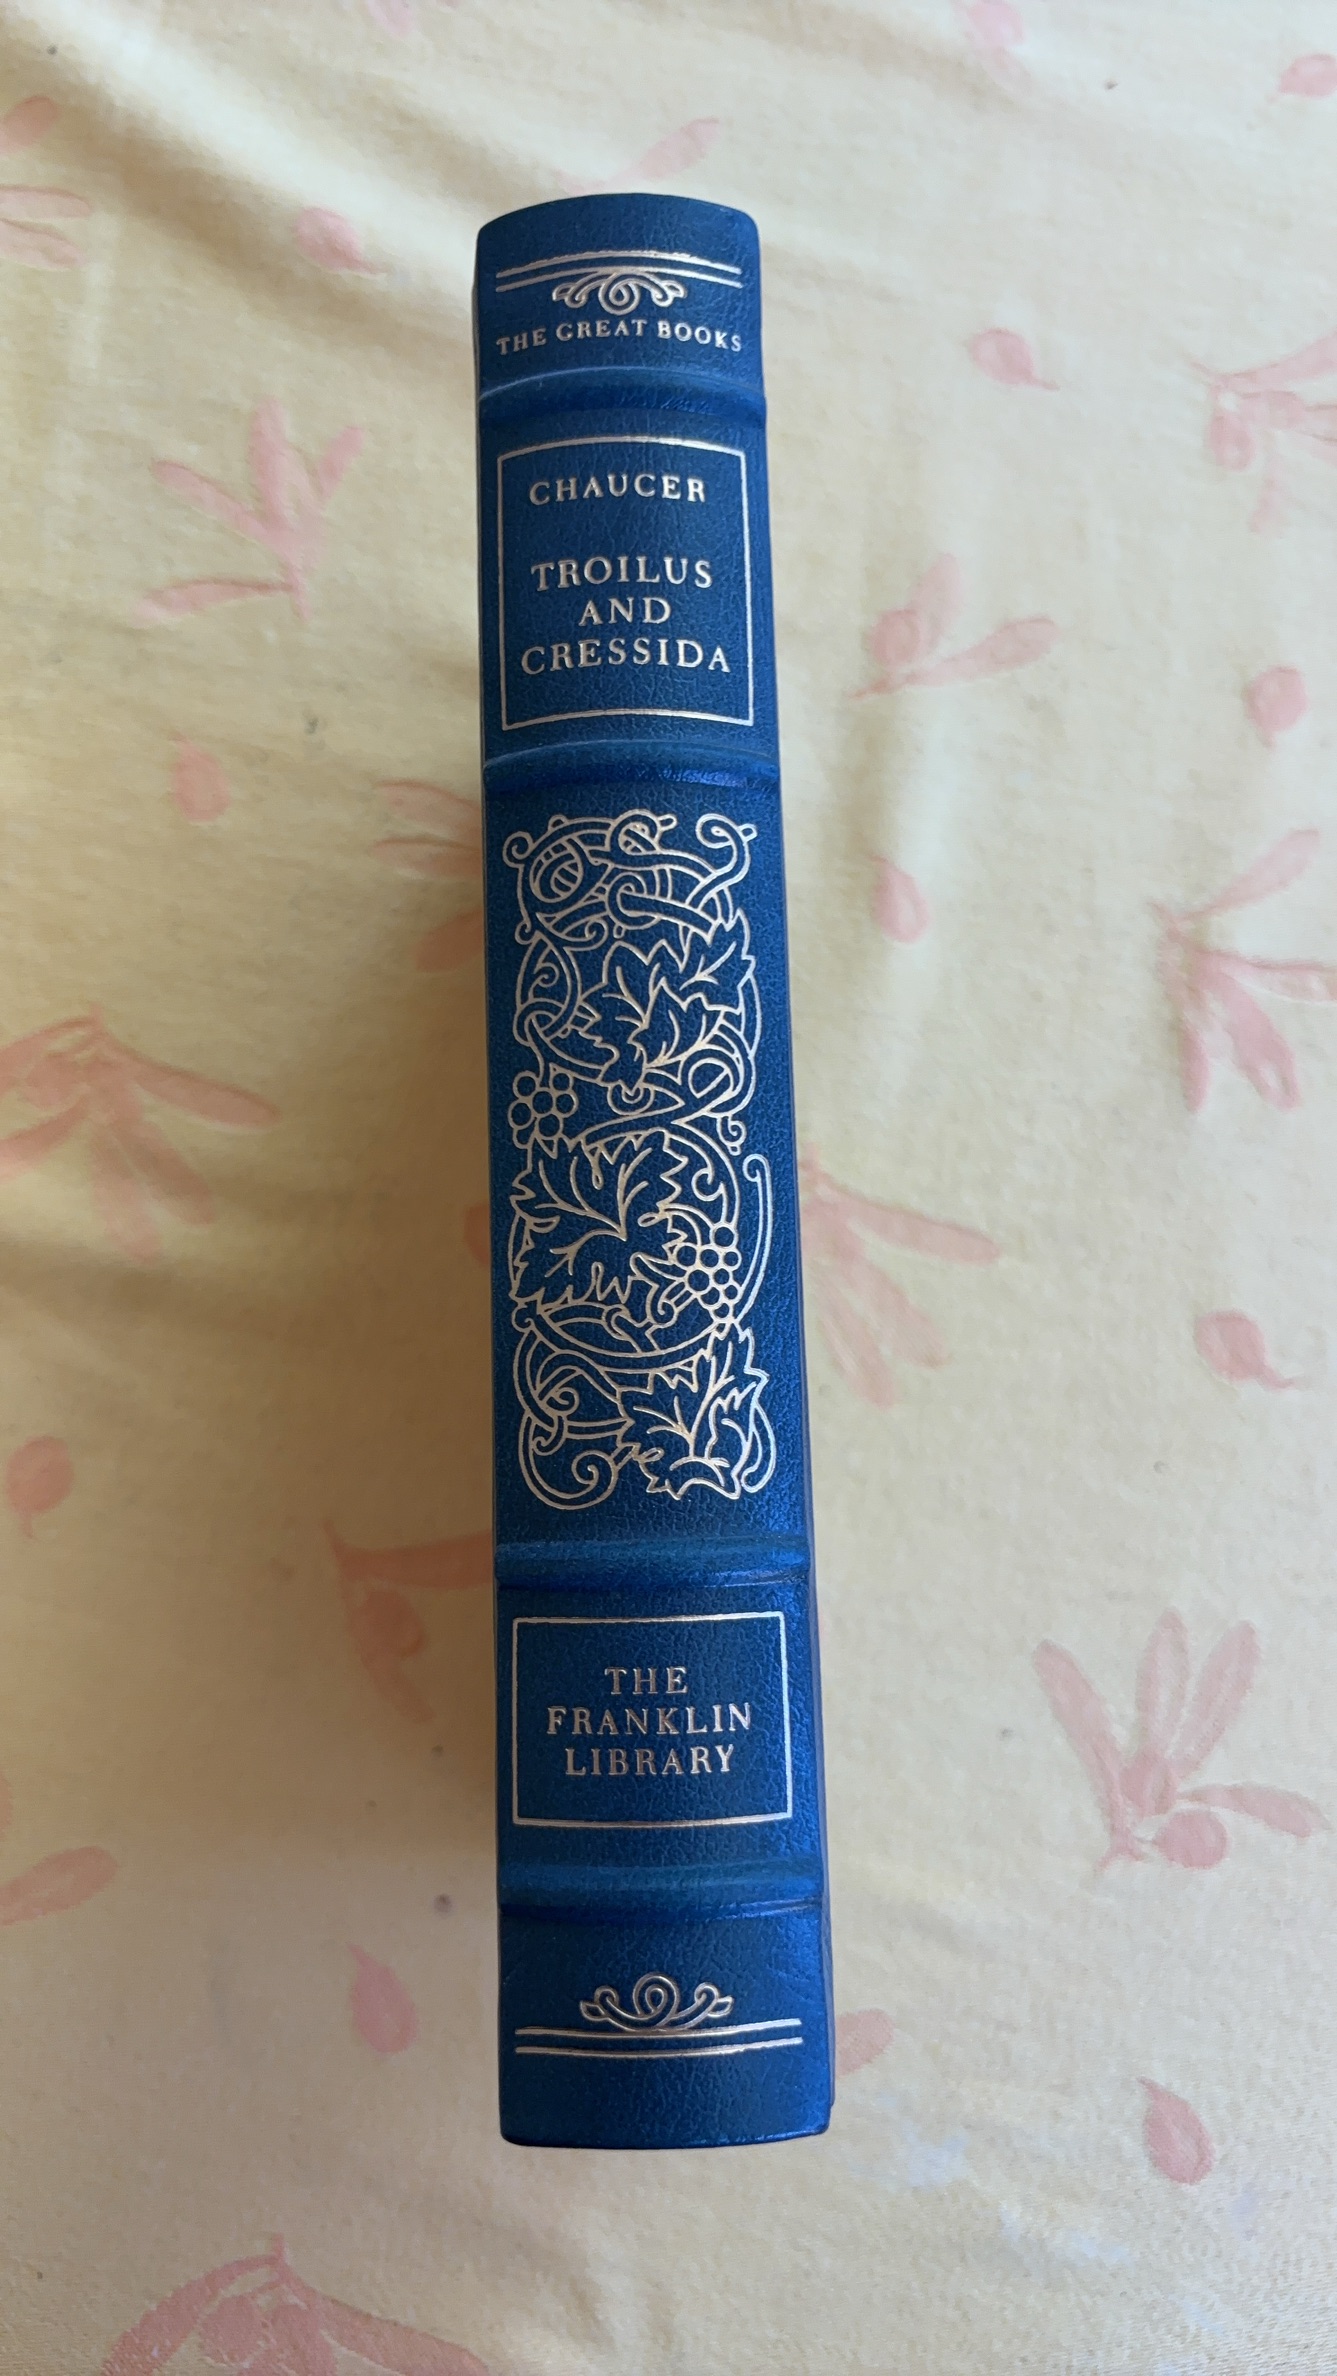 THE GREAT BOOKS
CHAUCER
TROILUS
AND
CRESSIDA
THE
FRANKLIN
LIBRARY